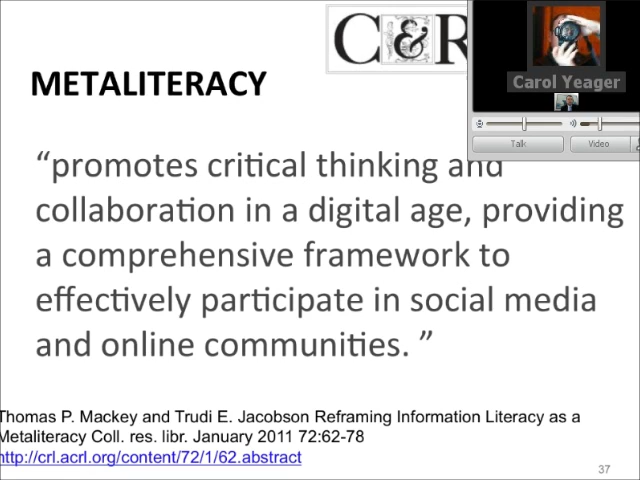 C&R
Carol Yeager
METALITERACY
Talk
Video
“promotes critical thinking and
collaboration in a digital age, providing
a comprehensive framework to
effectively participate in social media
and online communities. ”
Thomas P. Mackey and Trudi E. Jacobson Reframing Information Literacy as a
Metaliteracy Coll. res. libr. January 2011 72:62-78
http://crl.acrl.org/content/72/1/62.abstract
37